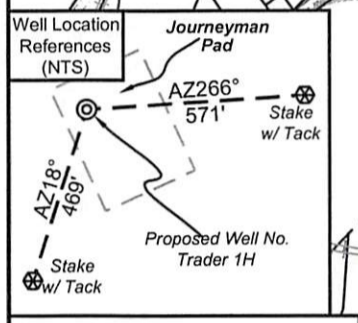 Well Location
References
(NTS)
Journeyman
Pad
AZ266°
571'
Stake
w/ Tack
AZ18°
469'
Proposed Well No.
Trader 1H
Stake
w/ Tack